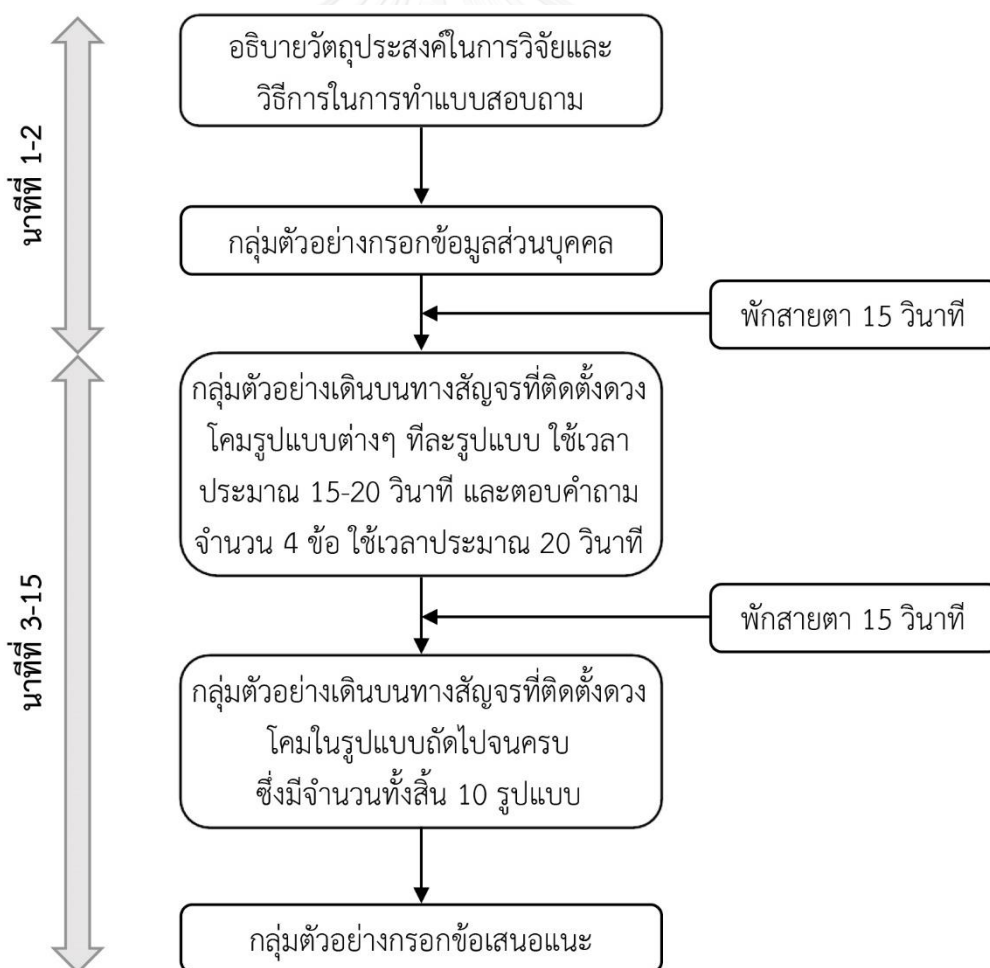 อธิบายวัตถุประสงค์ในการวิจัยและ
วิธีการในการทำแบบสอบถาม
นาทีที่ 1-2
กลุ่มตัวอย่างกรอกข้อมูลส่วนบุคคล
พักสายตา 15 วินาที
กลุ่มตัวอย่างเดินบนทางสัญจรที่ติดตั้งดวง
โคมรูปแบบต่างๆ ทีละรูปแบบ ใช้เวลา
ประมาณ 15-20 วินาที และตอบคำถาม
จำนวน 4 ข้อ ใช้เวลาประมาณ 20 วินาที
นาทีที่ 3-15
พักสายตา 15 วินาที
กลุ่มตัวอย่างเดินบนทางสัญจรที่ติดตั้งดวง
โคมในรูปแบบถัดไปจนครบ
ซึ่งมีจำนวนทั้งสิ้น 10 รูปแบบ
กลุ่มตัวอย่างกรอกข้อเสนอแนะ